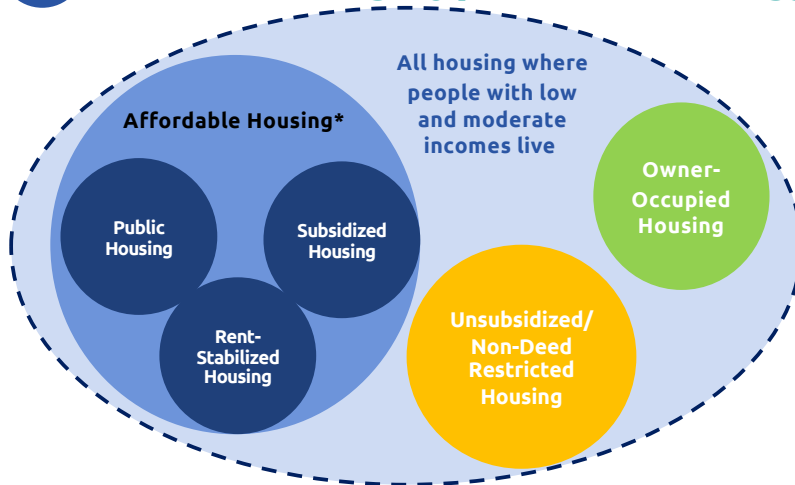 All housing where
people with low
and moderate
incomes live
Affordable Housing*
Public
Housing
Subsidized
Housing
Rent-
Stabilized
Housing
Owner-
Occupied
Housing
Unsubsidized/
Non-Deed
Restricted
Housing